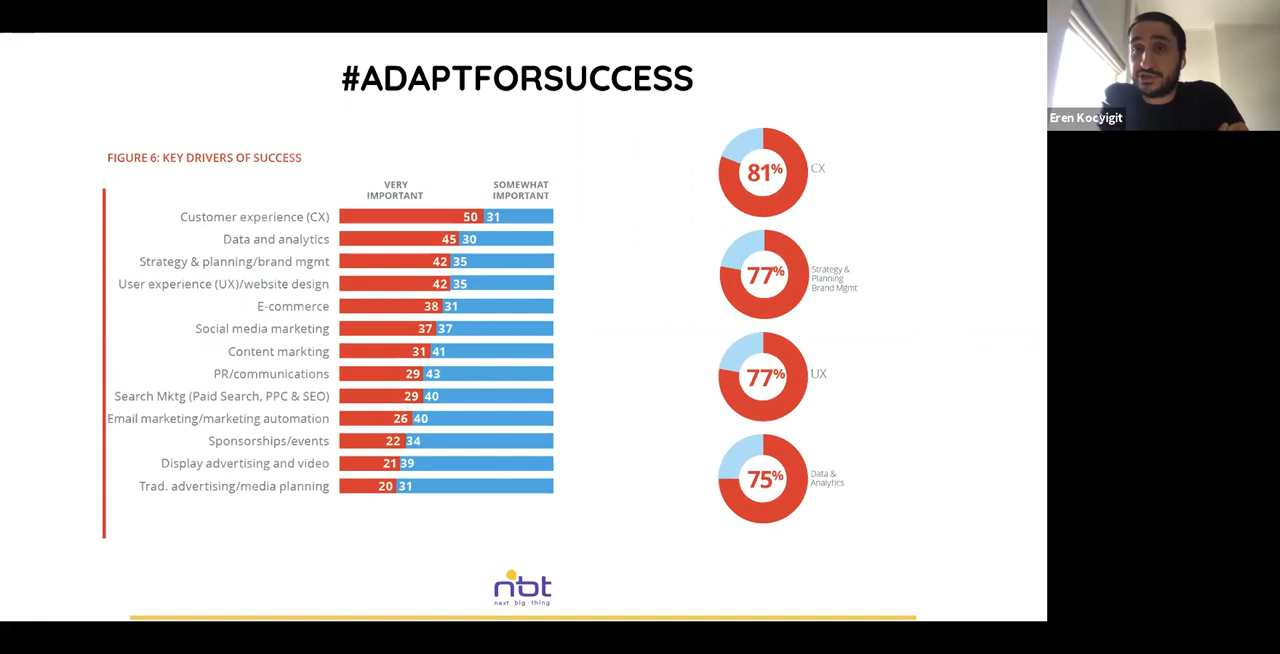 #ADAPTFORSUCCESS
Eren Kocyigit
FIGURE 6: KEY DRIVERS OF SUCCESS
VERY
IMPORTANT
SOMEWHAT
IMPORTANT
Customer experience (CX) 50 31
Data and analytics 45 30
Strategy & planning/brand mgmt 42 35
User experience (UX)/website design 42 35
E-commerce 38 31
Social media marketing 37 37
Content markting 31 41
PR/communications 29 43
Search Mktg (Paid Search, PPC & SEO) 29 40
Email marketing/marketing automation 26 40
Sponsorships/events 22 34
Display advertising and video 21 39
Trad. advertising/media planning 20 31
81% CX
77% Strategy &
Planning
Brand Mgmt
77% UX
75% Data &
Analytics
nbt
next big thing